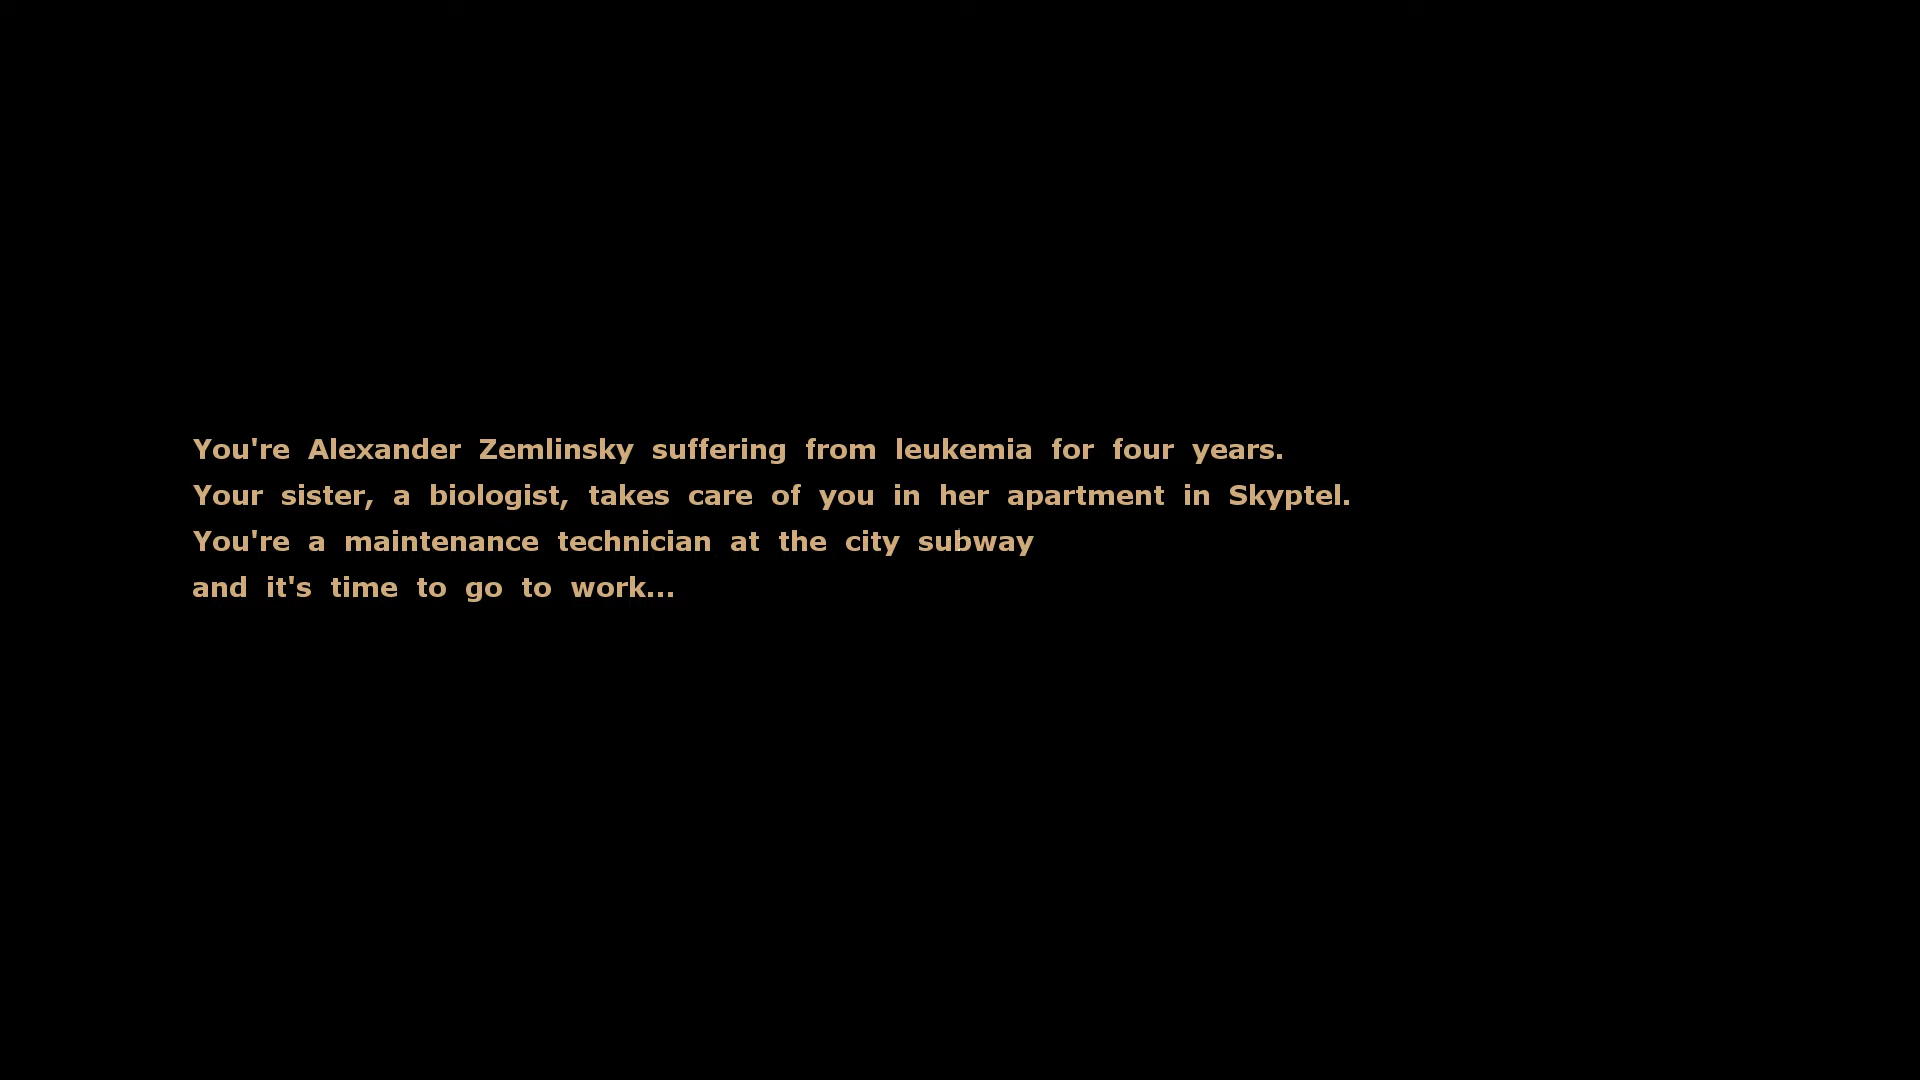 You're Alexander Zemlinsky suffering from leukemia for four years.
Your sister, a biologist, takes care of you in her apartment in Skyptel.
You're a maintenance technician at the city subway
and it's time to go to work...